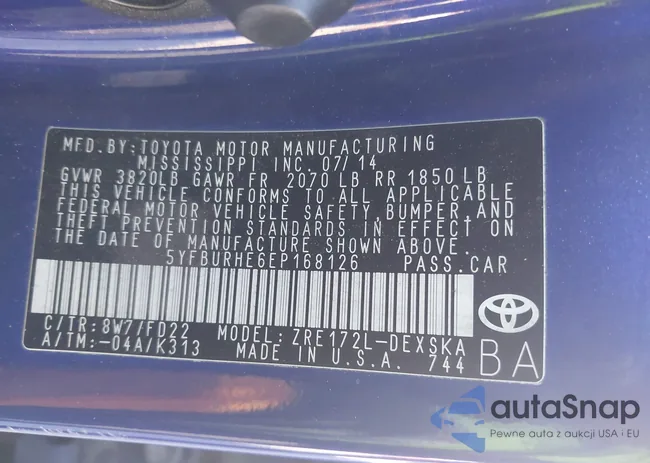 MFD.BY:TOYOTA MOTOR MANUFACTURING
MISSISSIPPI INC 07/14
GVWR 3820LB GAWR FR 2070 LB RR 1850 LB
THIS VEHICLE CONFORMS TO ALL APPLICABLE
FEDERAL MOTOR VEHICLE SAFETY,BUMPER,AND
THEFT PREVENTION STANDARDS IN EFFECT ON
THE DATE OF MANUFACTURE SHOWN ABOVE.
5YFBURHE6EP168126 PASS.CAR
C/TR:8W7/FD22 MODEL:ZRE172L-DEXSKA
A/TM:-04A/K313 MADE IN U.S.A. 744
BA
autaSnap
Pewne auta z aukcji USA i EU